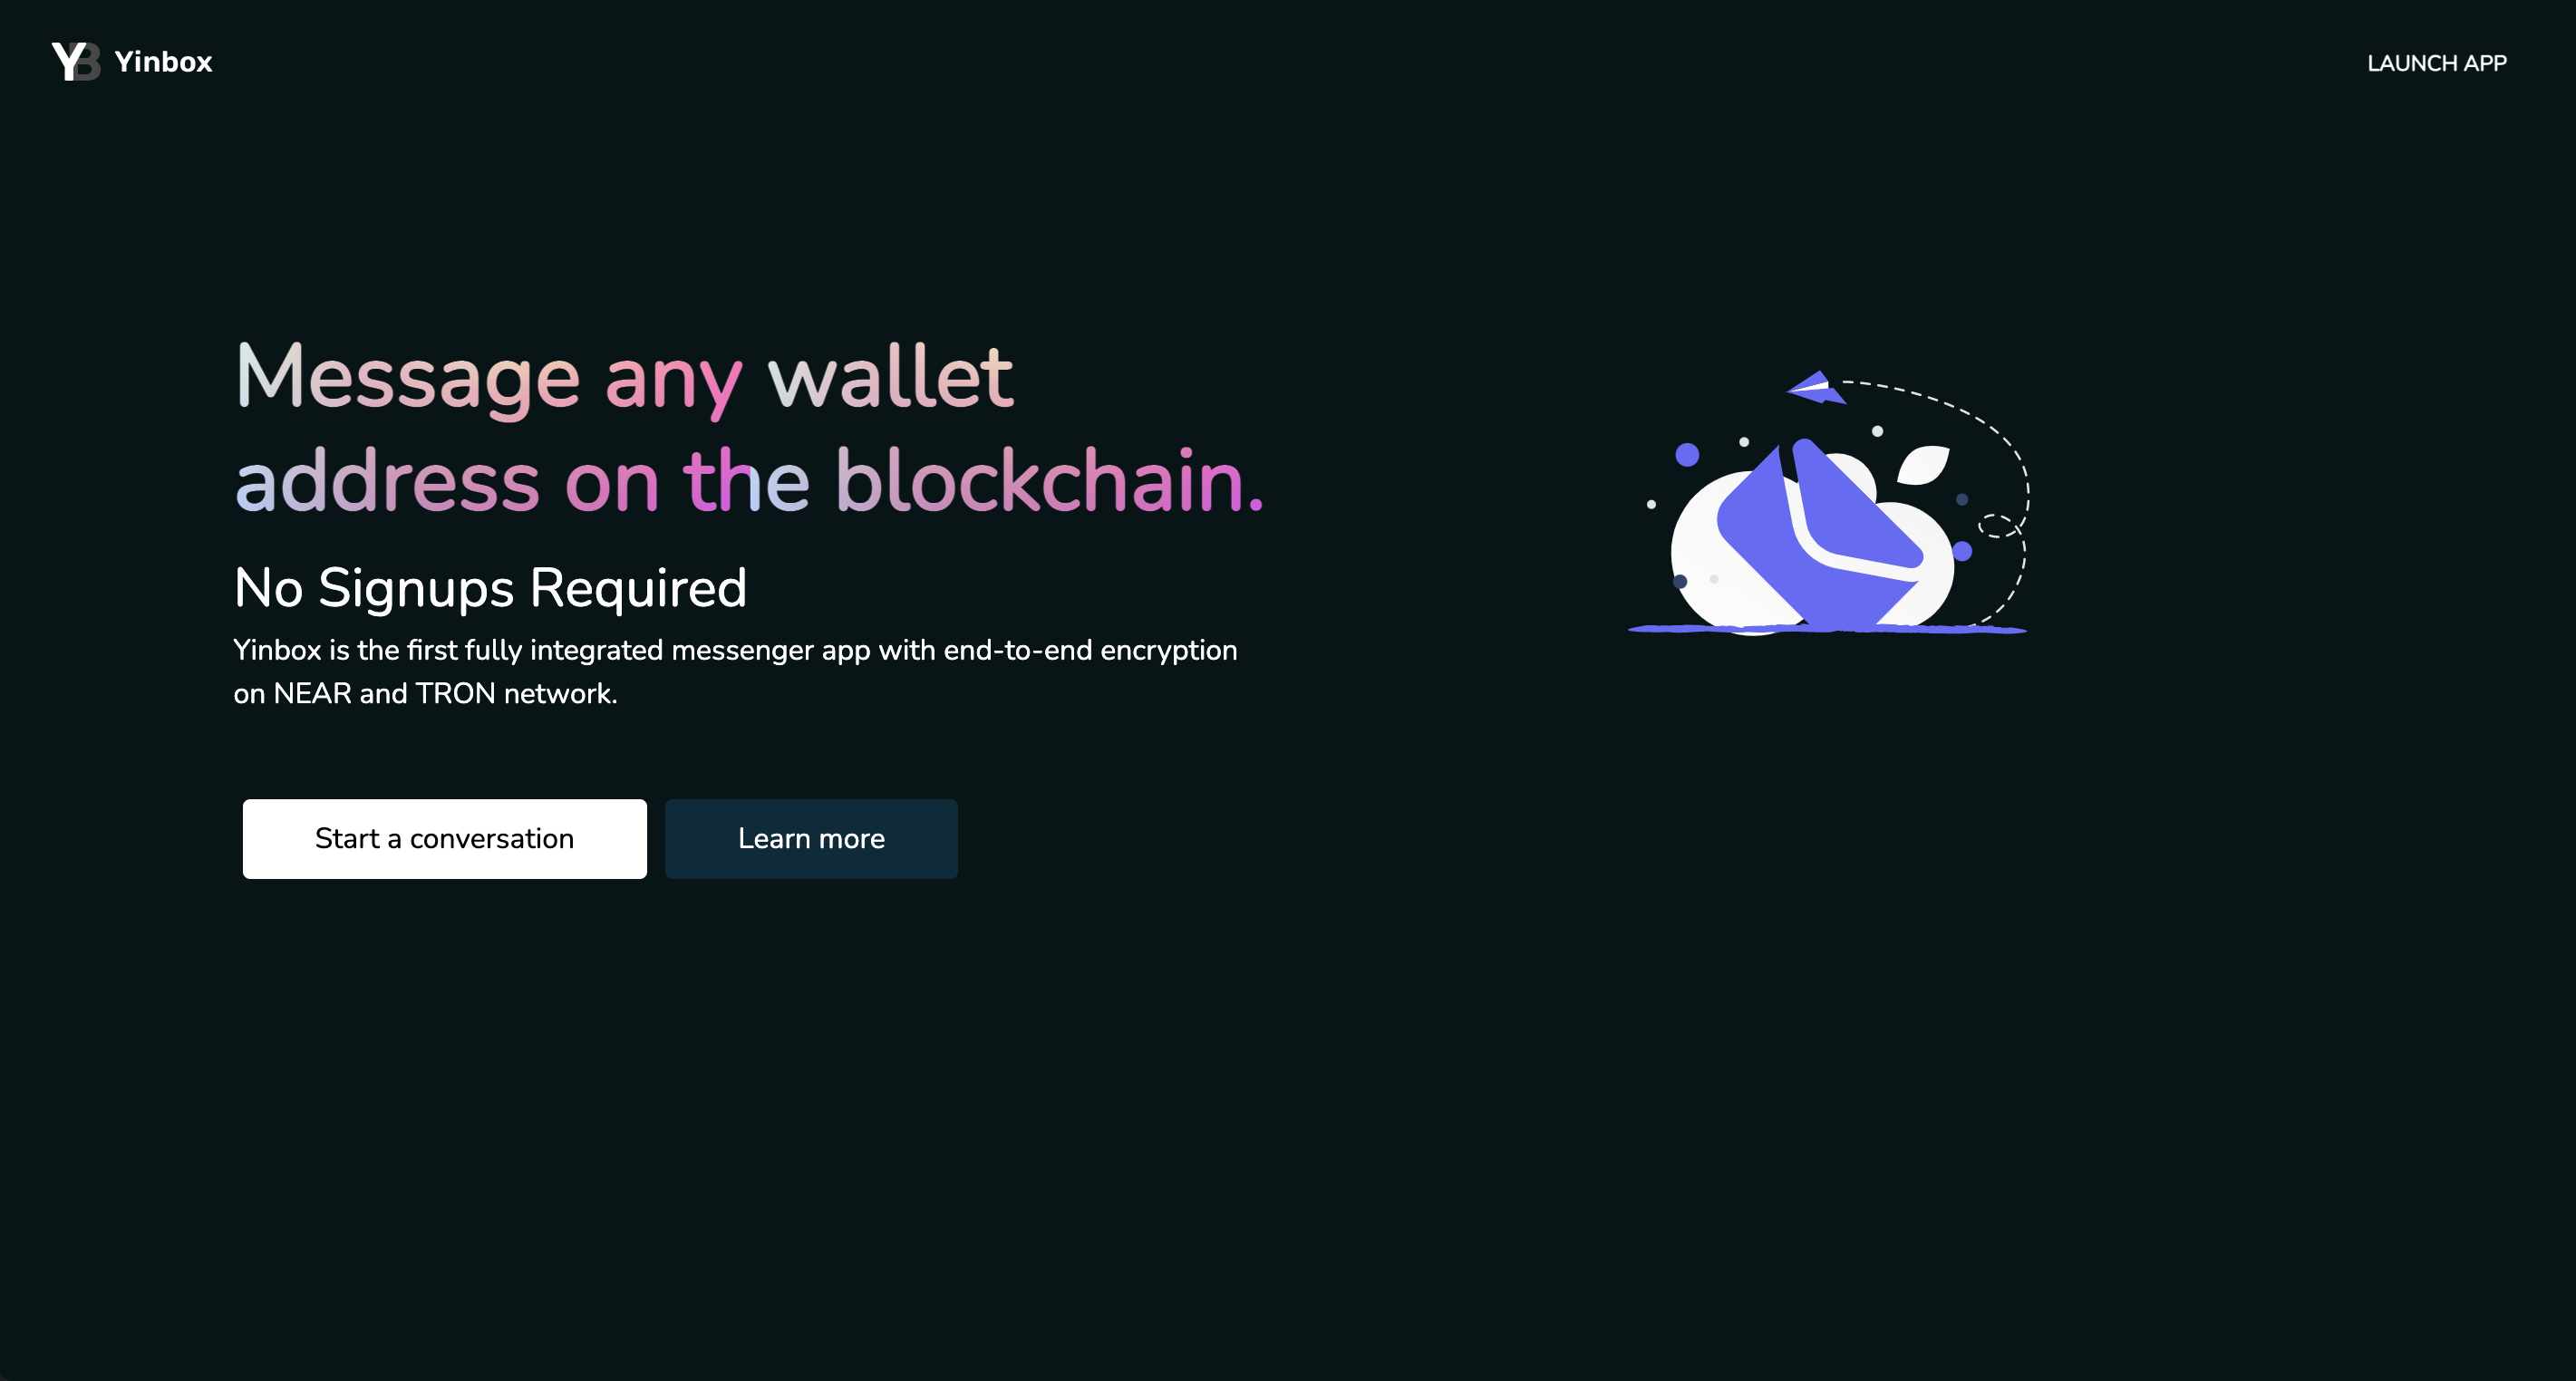 YB Yinbox
LAUNCH APP
Message any wallet
address on the blockchain.
No Signups Required
Yinbox is the first fully integrated messenger app with end-to-end encryption
on NEAR and TRON network.
Start a conversation
Learn more